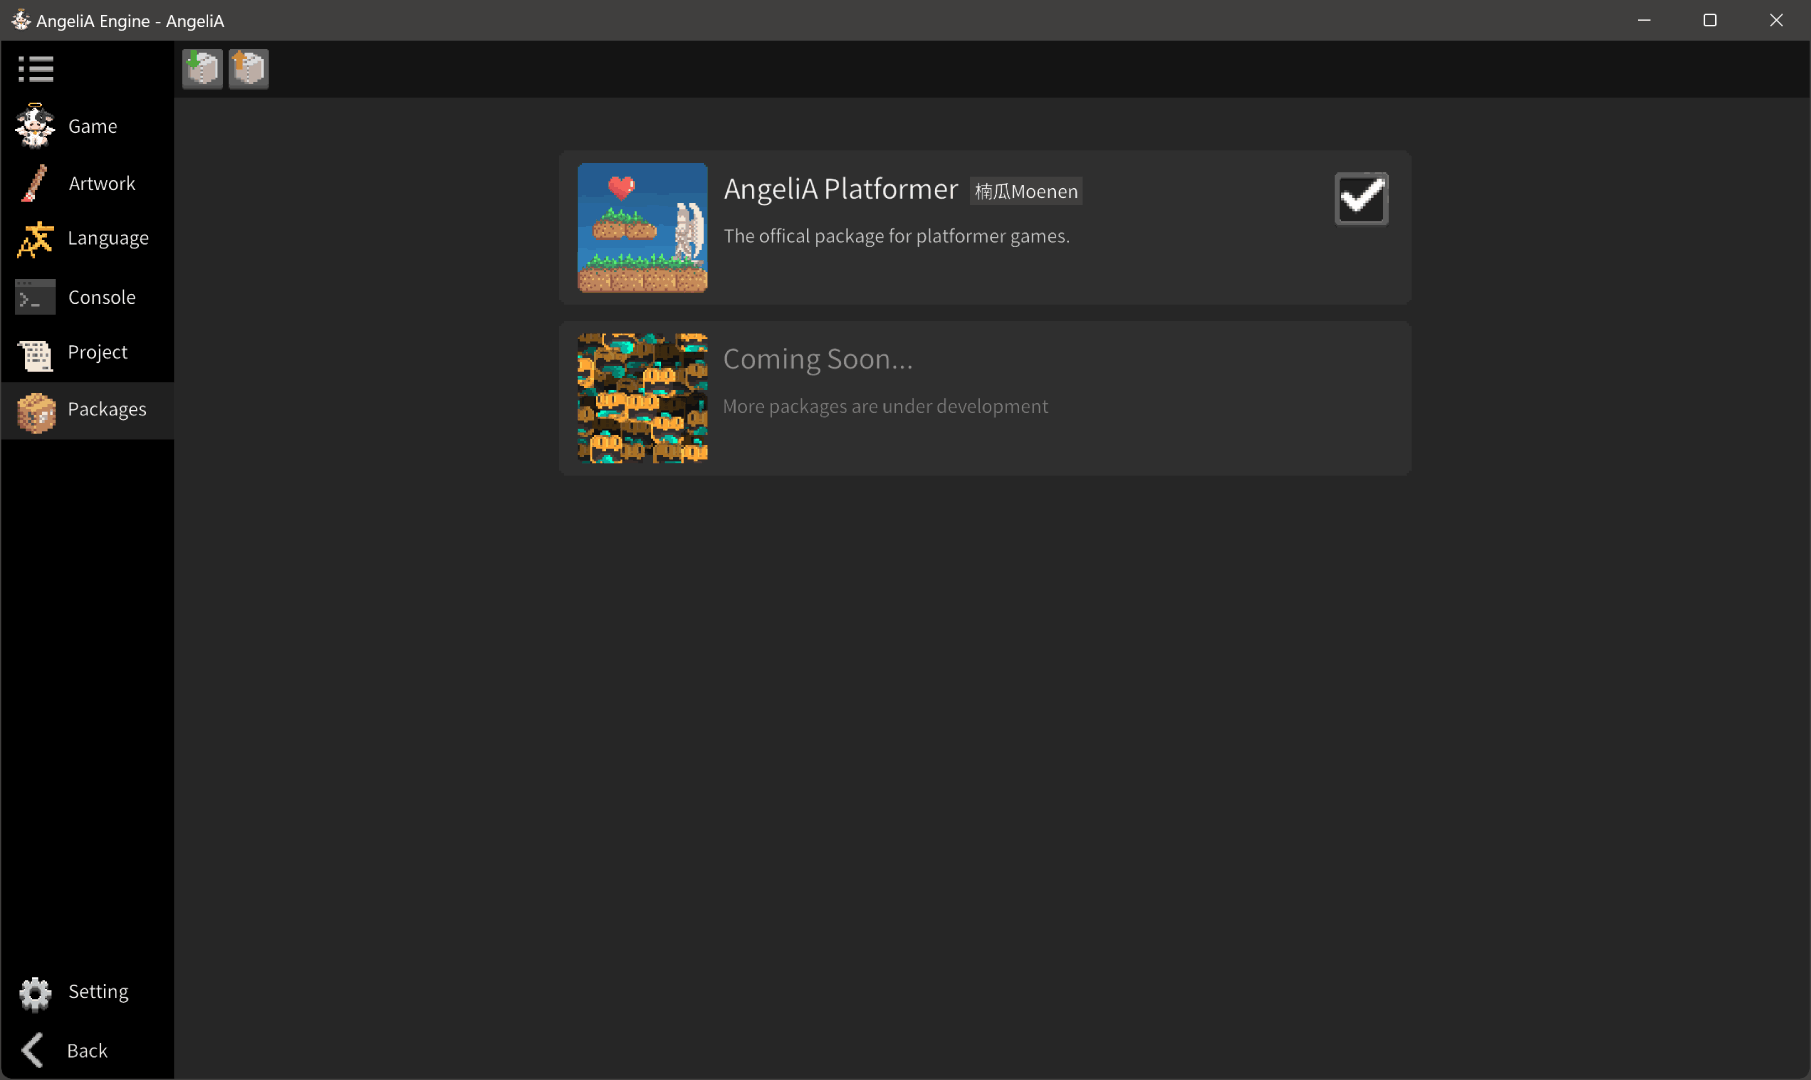 AngeliA Engine - AngeliA
Game
Artwork
Language
Console
Project
Packages
AngeliA Platformer 楠瓜Moenen
The offical package for platformer games.
Coming Soon...
More packages are under development
Setting
Back